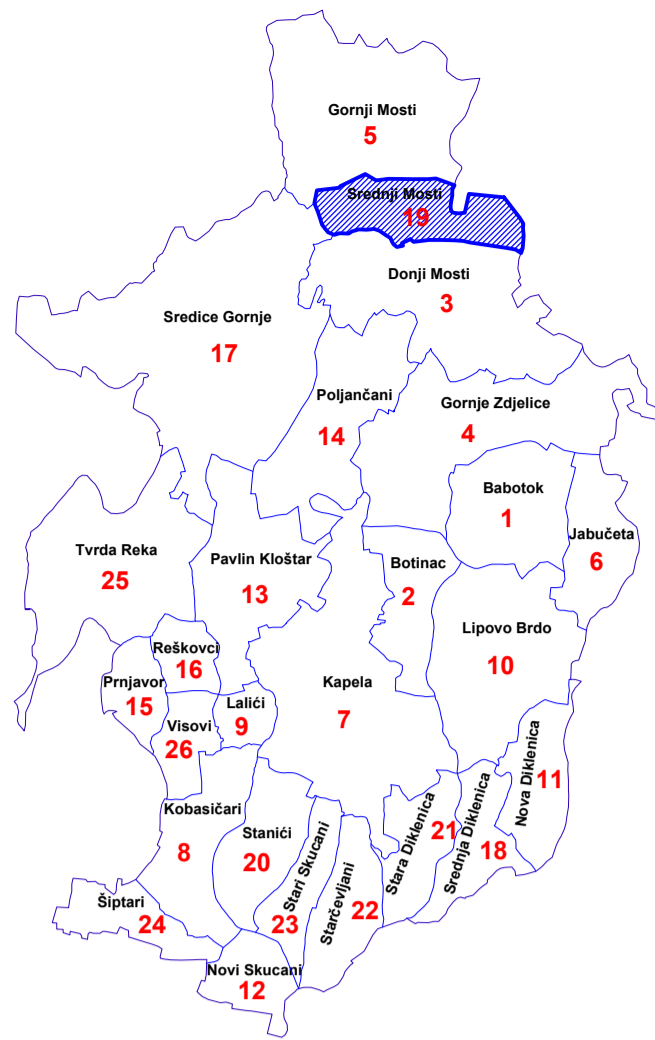 Gornji Mosti
5
Srednji Mosti
19
Donji Mosti
3
Sredice Gornje
17
Poljančani
14
Gornje Zdjelice
4
Babotok
1
Jabučeta
6
Tvrda Reka
25
Pavlin Kloštar
13
Botinac
2
Lipovo Brdo
10
Reškovci
16
Prnjavor
15
Lalići
9
Visovi
26
Kapela
7
Nova Diklenica
11
Kobasičari
8
Stanići
20
Stari Skucani
23
Starčevljani
22
Stara Diklenica
21
Srednja Diklenica
18
Šiptari
24
Novi Skucani
12